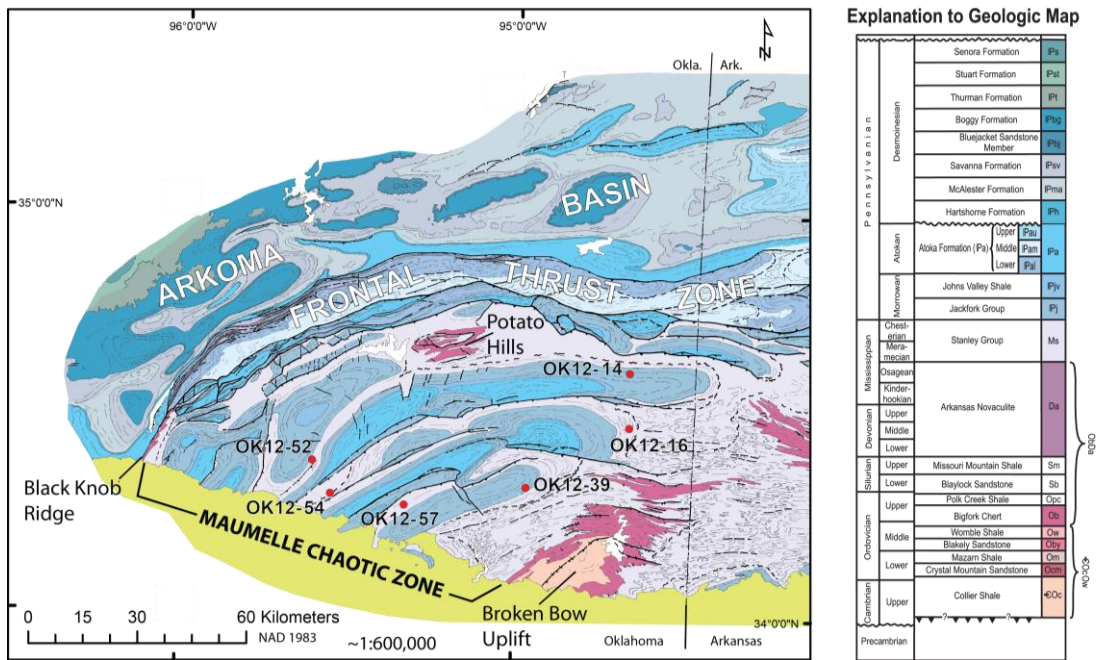 96°0'0"W
95°0'0"W
Okla. Ark.
35°0'0"N
BASIN
ARKOMA
FRONTAL THRUST ZONE
Potato
Hills
OK12-14
OK12-16
OK12-52
OK12-39
OK12-54
OK12-57
Black Knob
Ridge
MAUMELLE CHAOTIC ZONE
Broken Bow
Uplift
0 15 30 60 Kilometers
NAD 1983
~1:600,000
Oklahoma Arkansas
34°0'0"N
Explanation to Geologic Map
Pennsylvanian
Desmoinesian
Senora Formation IPs
Stuart Formation IPst
Thurman Formation IPt
Boggy Formation IPbg
Bluejacket Sandstone
Member IPbj
Savanna Formation IPsv
McAlester Formation IPma
Hartshorne Formation IPh
Atokan
Atoka Formation (IPa)
Upper IPau
Middle IPam
Lower IPal
IPa
Morrowan
Johns Valley Shale IPjv
Jackfork Group IPj
Mississippian
Chest-
erian
Mera-
mecian
Stanley Group Ms
Osagean
Kinder-
hookian
Devonian
Upper
Middle
Lower
Arkansas Novaculite Da
ObDa
Silurian
Upper Missouri Mountain Shale Sm
Lower Blaylock Sandstone Sb
Ordovician
Upper
Polk Creek Shale Opc
Bigfork Chert Ob
Middle
Womble Shale Ow
Blakely Sandstone Oby
Lower
Mazarn Shale Om
Crystal Mountain Sandstone Ocm
Cambrian
Upper Collier Shale ЄOc
ЄOcOw
? ?
Precambrian